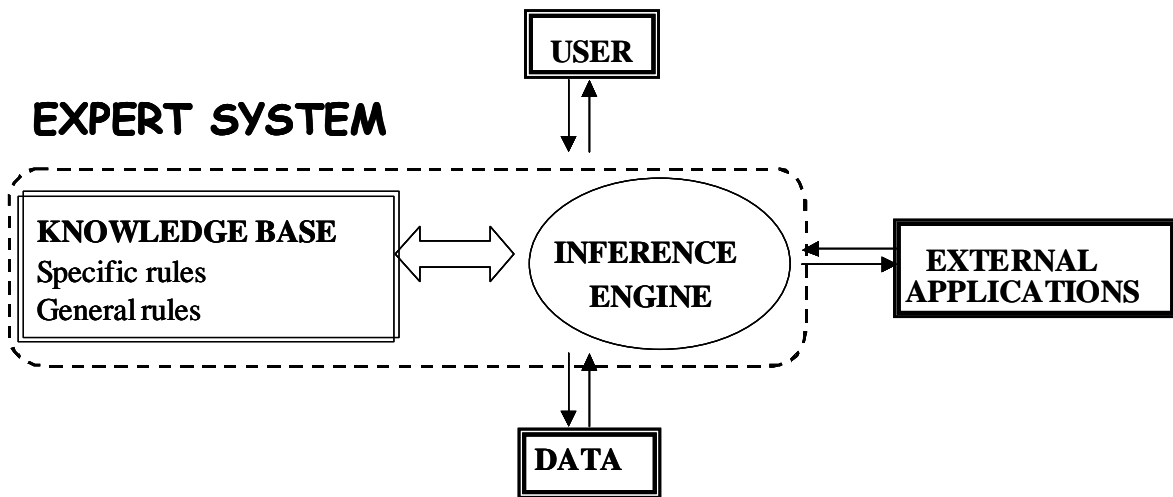 USER
EXPERT SYSTEM
KNOWLEDGE BASE
Specific rules
General rules
INFERENCE
ENGINE
EXTERNAL
APPLICATIONS
DATA